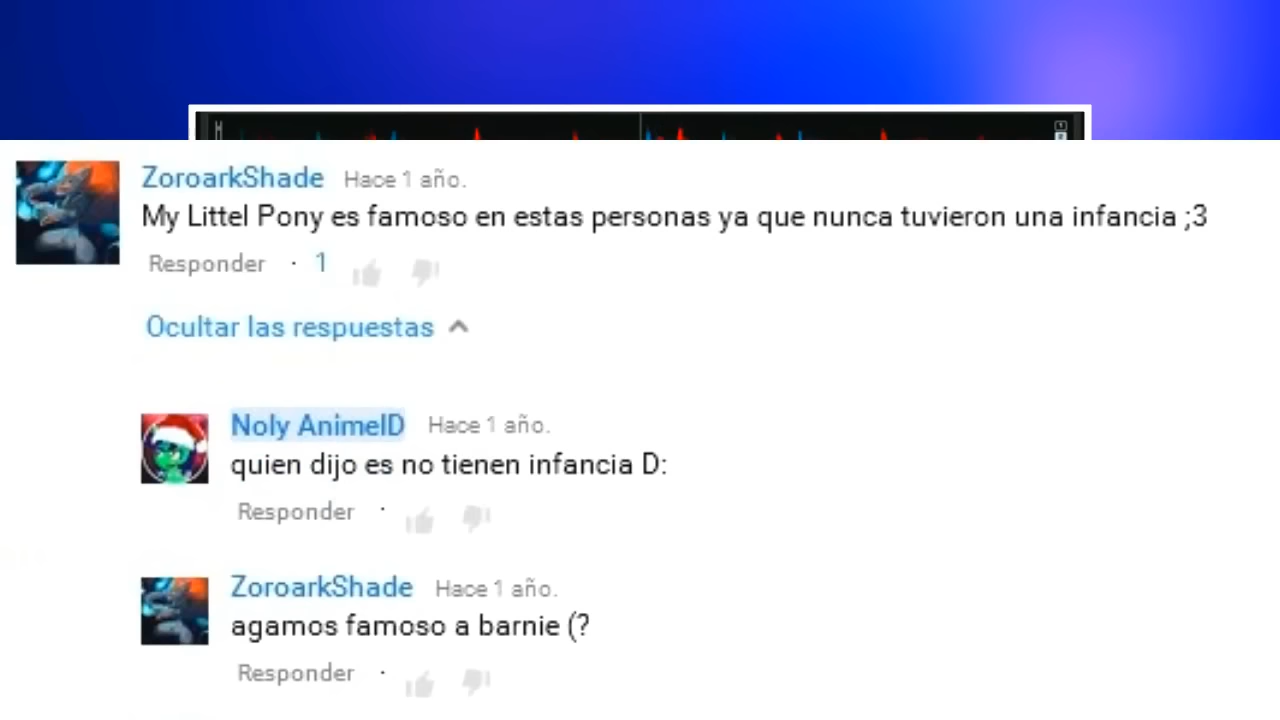 ZoroarkShade Hace 1 año.
My Littel Pony es famoso en estas personas ya que nunca tuvieron una infancia ;3
Responder · 1
Ocultar las respuestas
Noly AnimeID Hace 1 año.
quien dijo es no tienen infancia D:
Responder ·
ZoroarkShade Hace 1 año.
agamos famoso a barnie (?
Responder ·